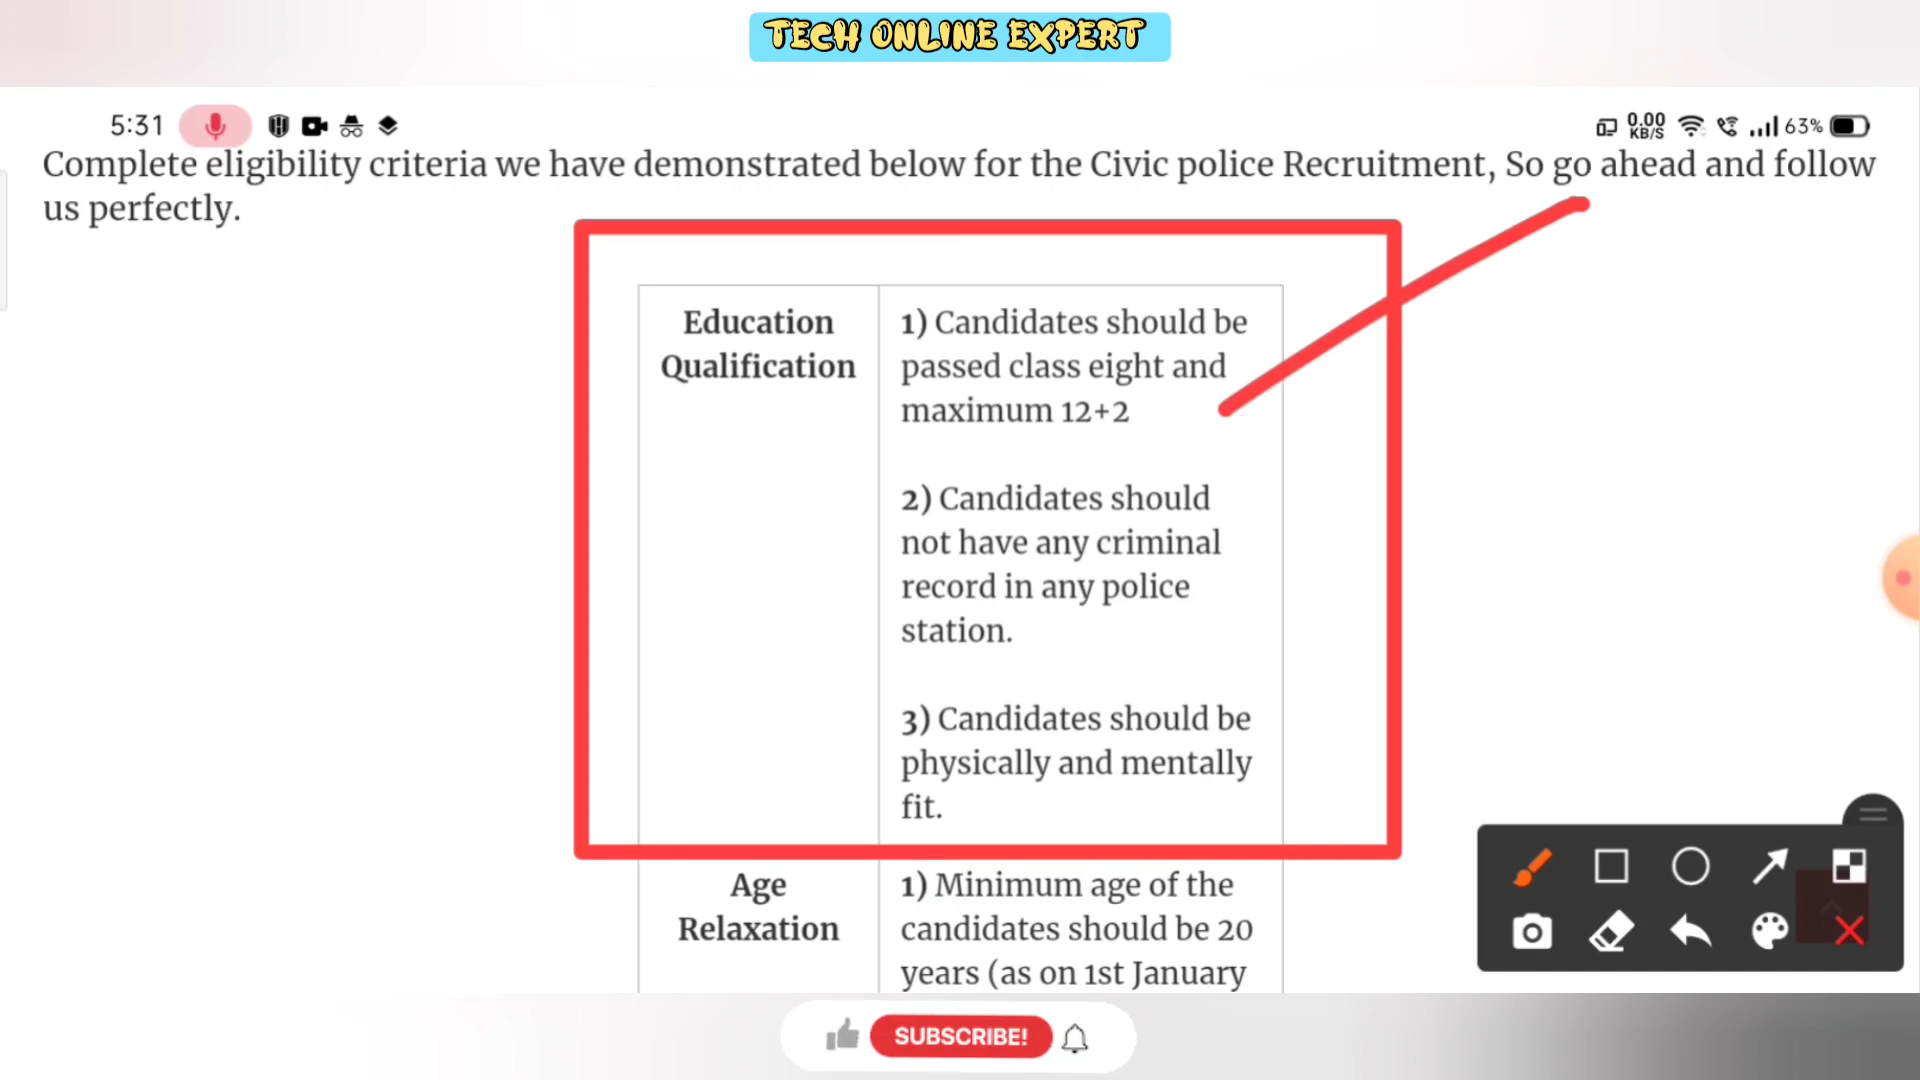 TECH ONLINE EXPERT
5:31
0.00
KB/S
63%
Complete eligibility criteria we have demonstrated below for the Civic police Recruitment, So go ahead and follow
us perfectly.
Education
Qualification
1) Candidates should be
passed class eight and
maximum 12+2
2) Candidates should
not have any criminal
record in any police
station.
3) Candidates should be
physically and mentally
fit.
Age
Relaxation
1) Minimum age of the
candidates should be 20
years (as on 1st January
SUBSCRIBE!